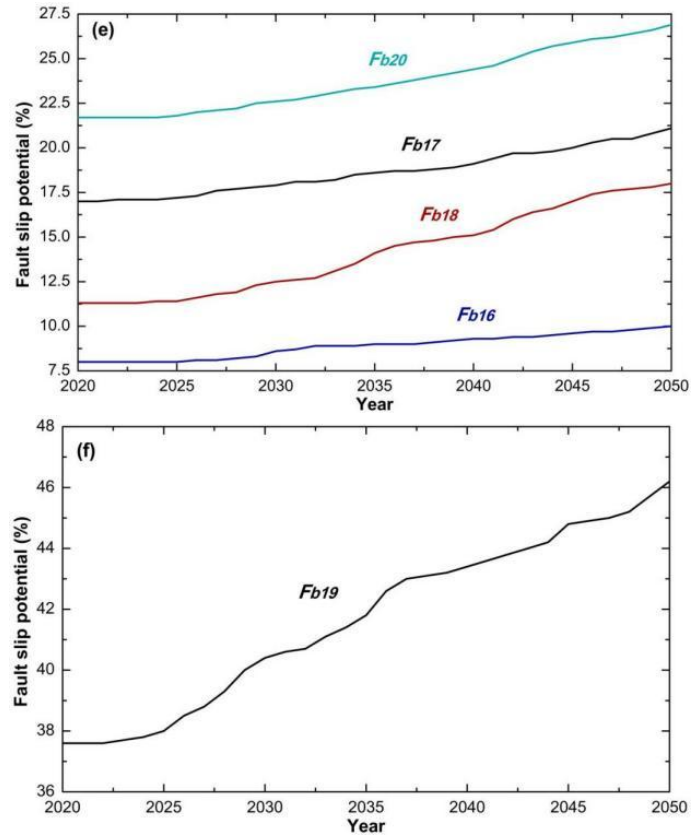 (e)
Fault slip potential (%)
27.5
25.0
22.5
20.0
17.5
15.0
12.5
10.0
7.5
Fb20
Fb17
Fb18
Fb16
2020 2025 2030 2035 2040 2045 2050
Year
(f)
Fault slip potential (%)
48
46
44
42
40
38
36
Fb19
2020 2025 2030 2035 2040 2045 2050
Year